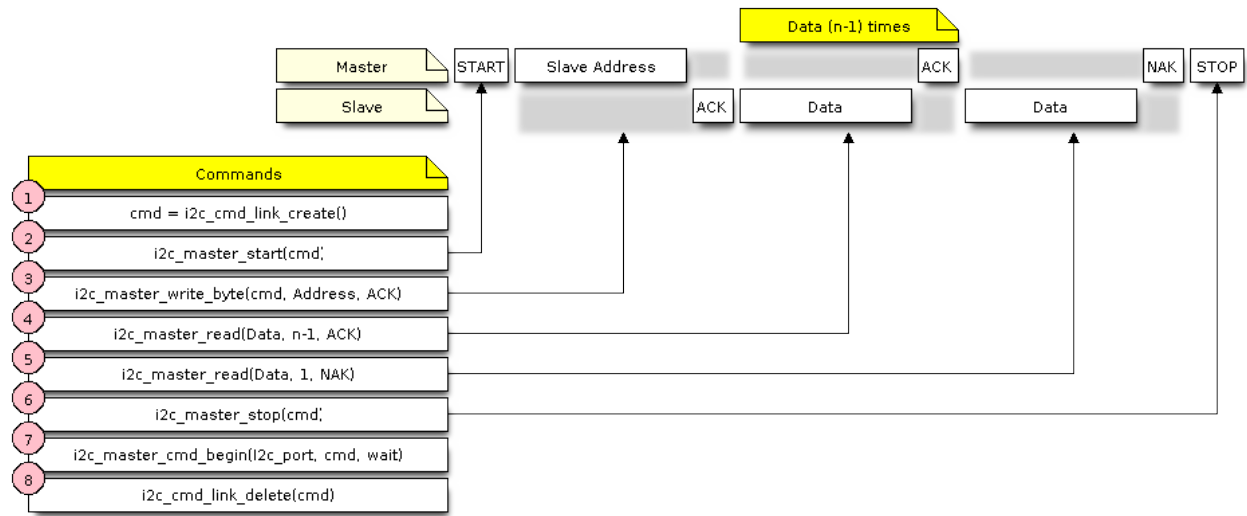 Data (n-1) times
Master START Slave Address ACK NAK STOP
Slave ACK Data Data
Commands
1
cmd = i2c_cmd_link_create()
2
i2c_master_start(cmd)
3
i2c_master_write_byte(cmd, Address, ACK)
4
i2c_master_read(Data, n-1, ACK)
5
i2c_master_read(Data, 1, NAK)
6
i2c_master_stop(cmd)
7
i2c_master_cmd_begin(I2c_port, cmd, wait)
8
i2c_cmd_link_delete(cmd)